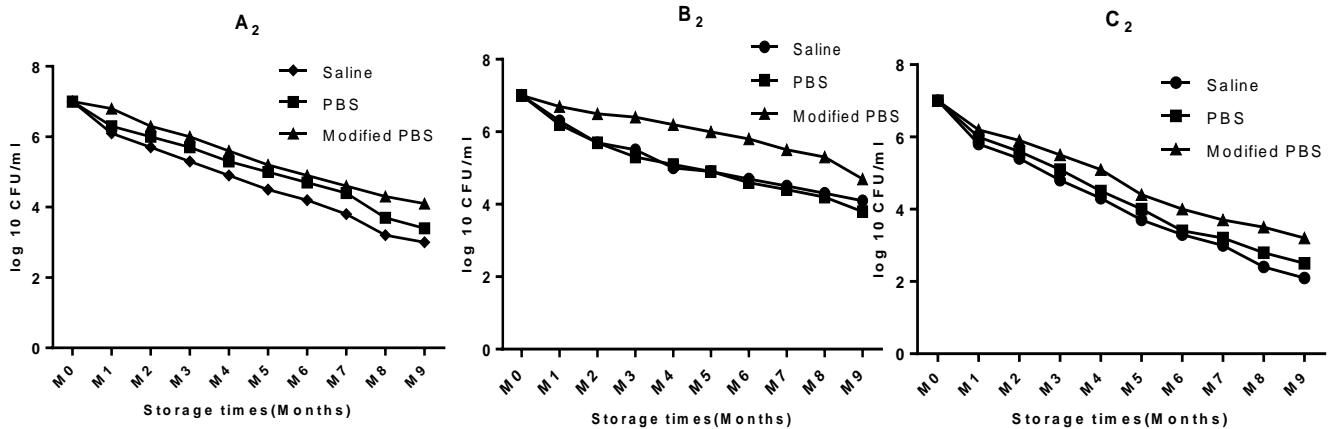 A2
Saline
PBS
Modified PBS
8
6
4
2
0
log 10 CFU/ml
M0 M1 M2 M3 M4 M5 M6 M7 M8 M9
Storage times(Months)
B2
Saline
PBS
Modified PBS
8
6
4
2
0
log 10 CFU/ml
M0 M1 M2 M3 M4 M5 M6 M7 M8 M9
Storage times(Months)
C2
Saline
PBS
Modified PBS
8
6
4
2
0
log 10 CFU/ml
M0 M1 M2 M3 M4 M5 M6 M7 M8 M9
Storage times(Months)